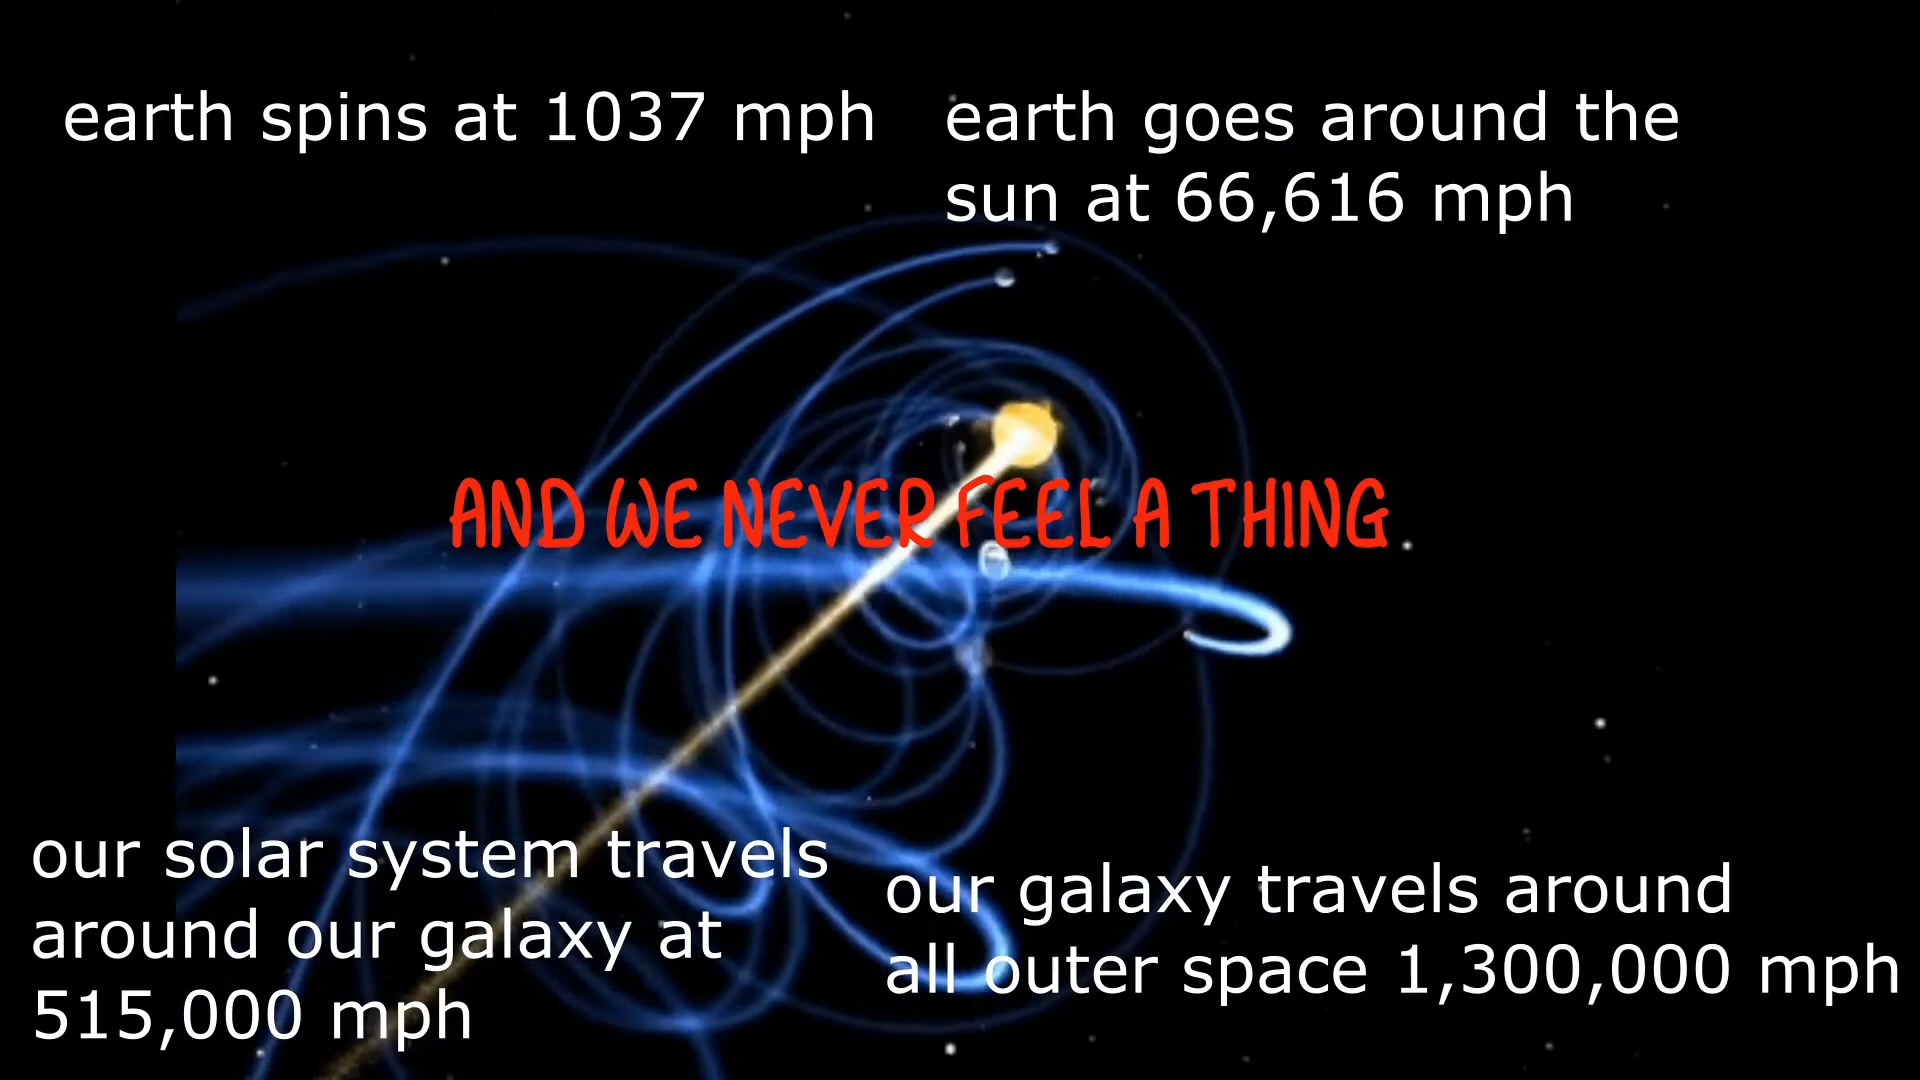 earth spins at 1037 mph
earth goes around the
sun at 66,616 mph
AND WE NEVER FEEL A THING
our solar system travels
around our galaxy at
515,000 mph
our galaxy travels around
all outer space 1,300,000 mph